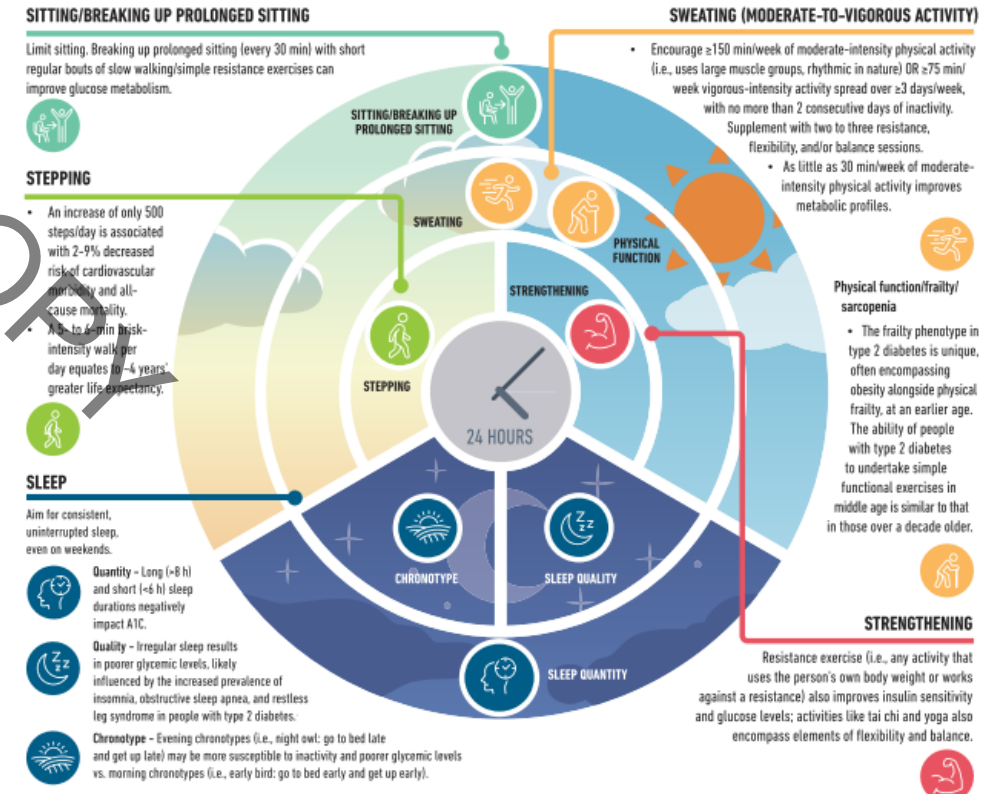 SITTING/BREAKING UP PROLONGED SITTING
Limit sitting. Breaking up prolonged sitting (every 30 min) with short
regular bouts of slow walking/simple resistance exercises can
improve glucose metabolism.
STEPPING
• An increase of only 500
steps/day is associated
with 2-9% decreased
risk of cardiovascular
morbidity and all-
cause mortality.
• A 5- to 6-min brisk-
intensity walk per
day equates to ~4 years'
greater life expectancy.
SLEEP
Aim for consistent,
uninterrupted sleep,
even on weekends.
Quantity – Long (>8 h)
and short (<6 h) sleep
durations negatively
impact A1C.
Quality – Irregular sleep results
in poorer glycemic levels, likely
influenced by the increased prevalence of
insomnia, obstructive sleep apnea, and restless
leg syndrome in people with type 2 diabetes.
Chronotype – Evening chronotypes (i.e., night owl: go to bed late
and get up late) may be more susceptible to inactivity and poorer glycemic levels
vs. morning chronotypes (i.e., early bird: go to bed early and get up early).
SITTING/BREAKING UP
PROLONGED SITTING
SWEATING
PHYSICAL
FUNCTION
STRENGTHENING
STEPPING
24 HOURS
CHRONOTYPE
SLEEP QUALITY
SLEEP QUANTITY
SWEATING (MODERATE-TO-VIGOROUS ACTIVITY)
• Encourage ≥150 min/week of moderate-intensity physical activity
(i.e., uses large muscle groups, rhythmic in nature) OR ≥75 min/
week vigorous-intensity activity spread over ≥3 days/week,
with no more than 2 consecutive days of inactivity.
Supplement with two to three resistance,
flexibility, and/or balance sessions.
• As little as 30 min/week of moderate-
intensity physical activity improves
metabolic profiles.
Physical function/frailty/
sarcopenia
• The frailty phenotype in
type 2 diabetes is unique,
often encompassing
obesity alongside physical
frailty, at an earlier age.
The ability of people
with type 2 diabetes
to undertake simple
functional exercises in
middle age is similar to that
in those over a decade older.
STRENGTHENING
Resistance exercise (i.e., any activity that
uses the person's own body weight or works
against a resistance) also improves insulin sensitivity
and glucose levels; activities like tai chi and yoga also
encompass elements of flexibility and balance.
OPY